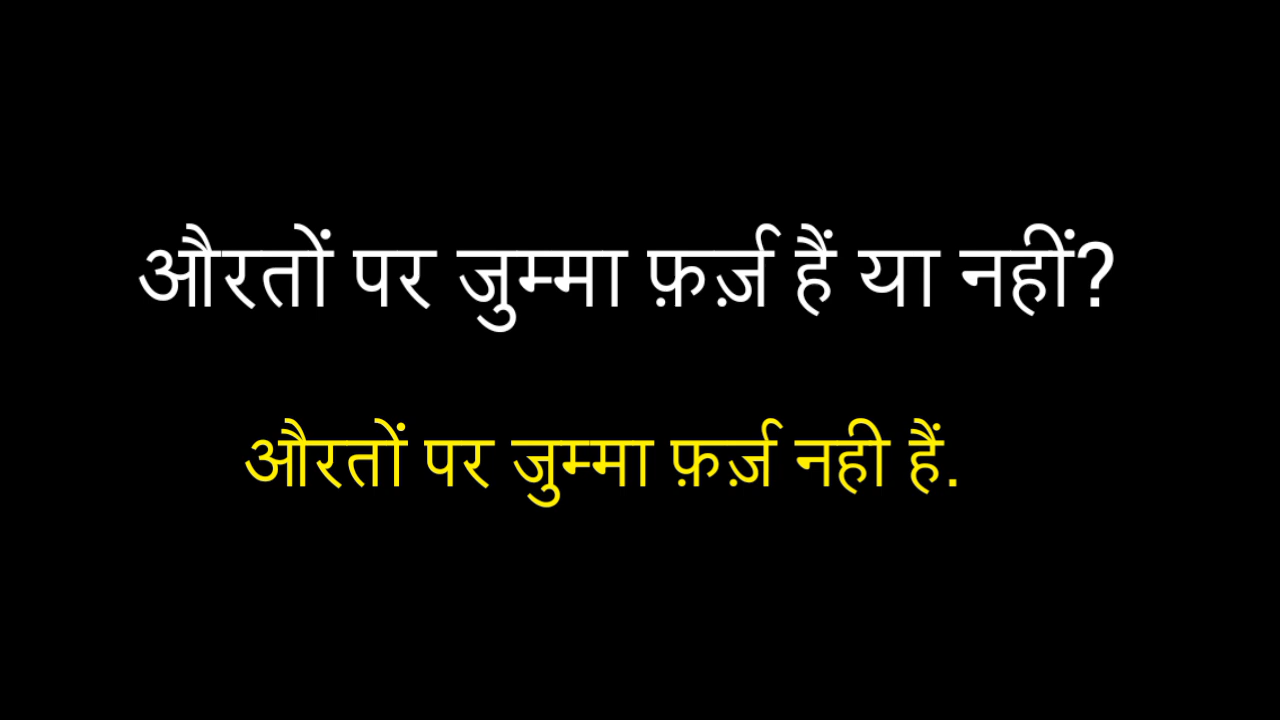 औरतों पर जुम्मा फ़र्ज़ हैं या नहीं?
औरतों पर जुम्मा फ़र्ज़ नही हैं.